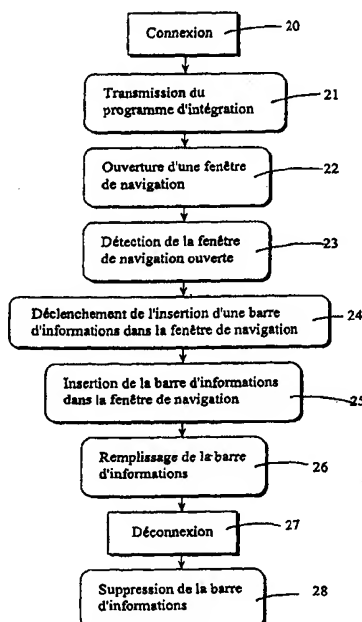 Connexion
20
Transmission du
programme d'intégration
21
Ouverture d'une fenêtre
de navigation
22
Détection de la fenêtre
de navigation ouverte
23
Déclenchement de l'insertion d'une barre
d'informations dans la fenêtre de navigation
24
Insertion de la barre d'informations
dans la fenêtre de navigation
25
Remplissage de la barre
d'informations
26
Déconnexion
27
Suppression de la barre
d'informations
28